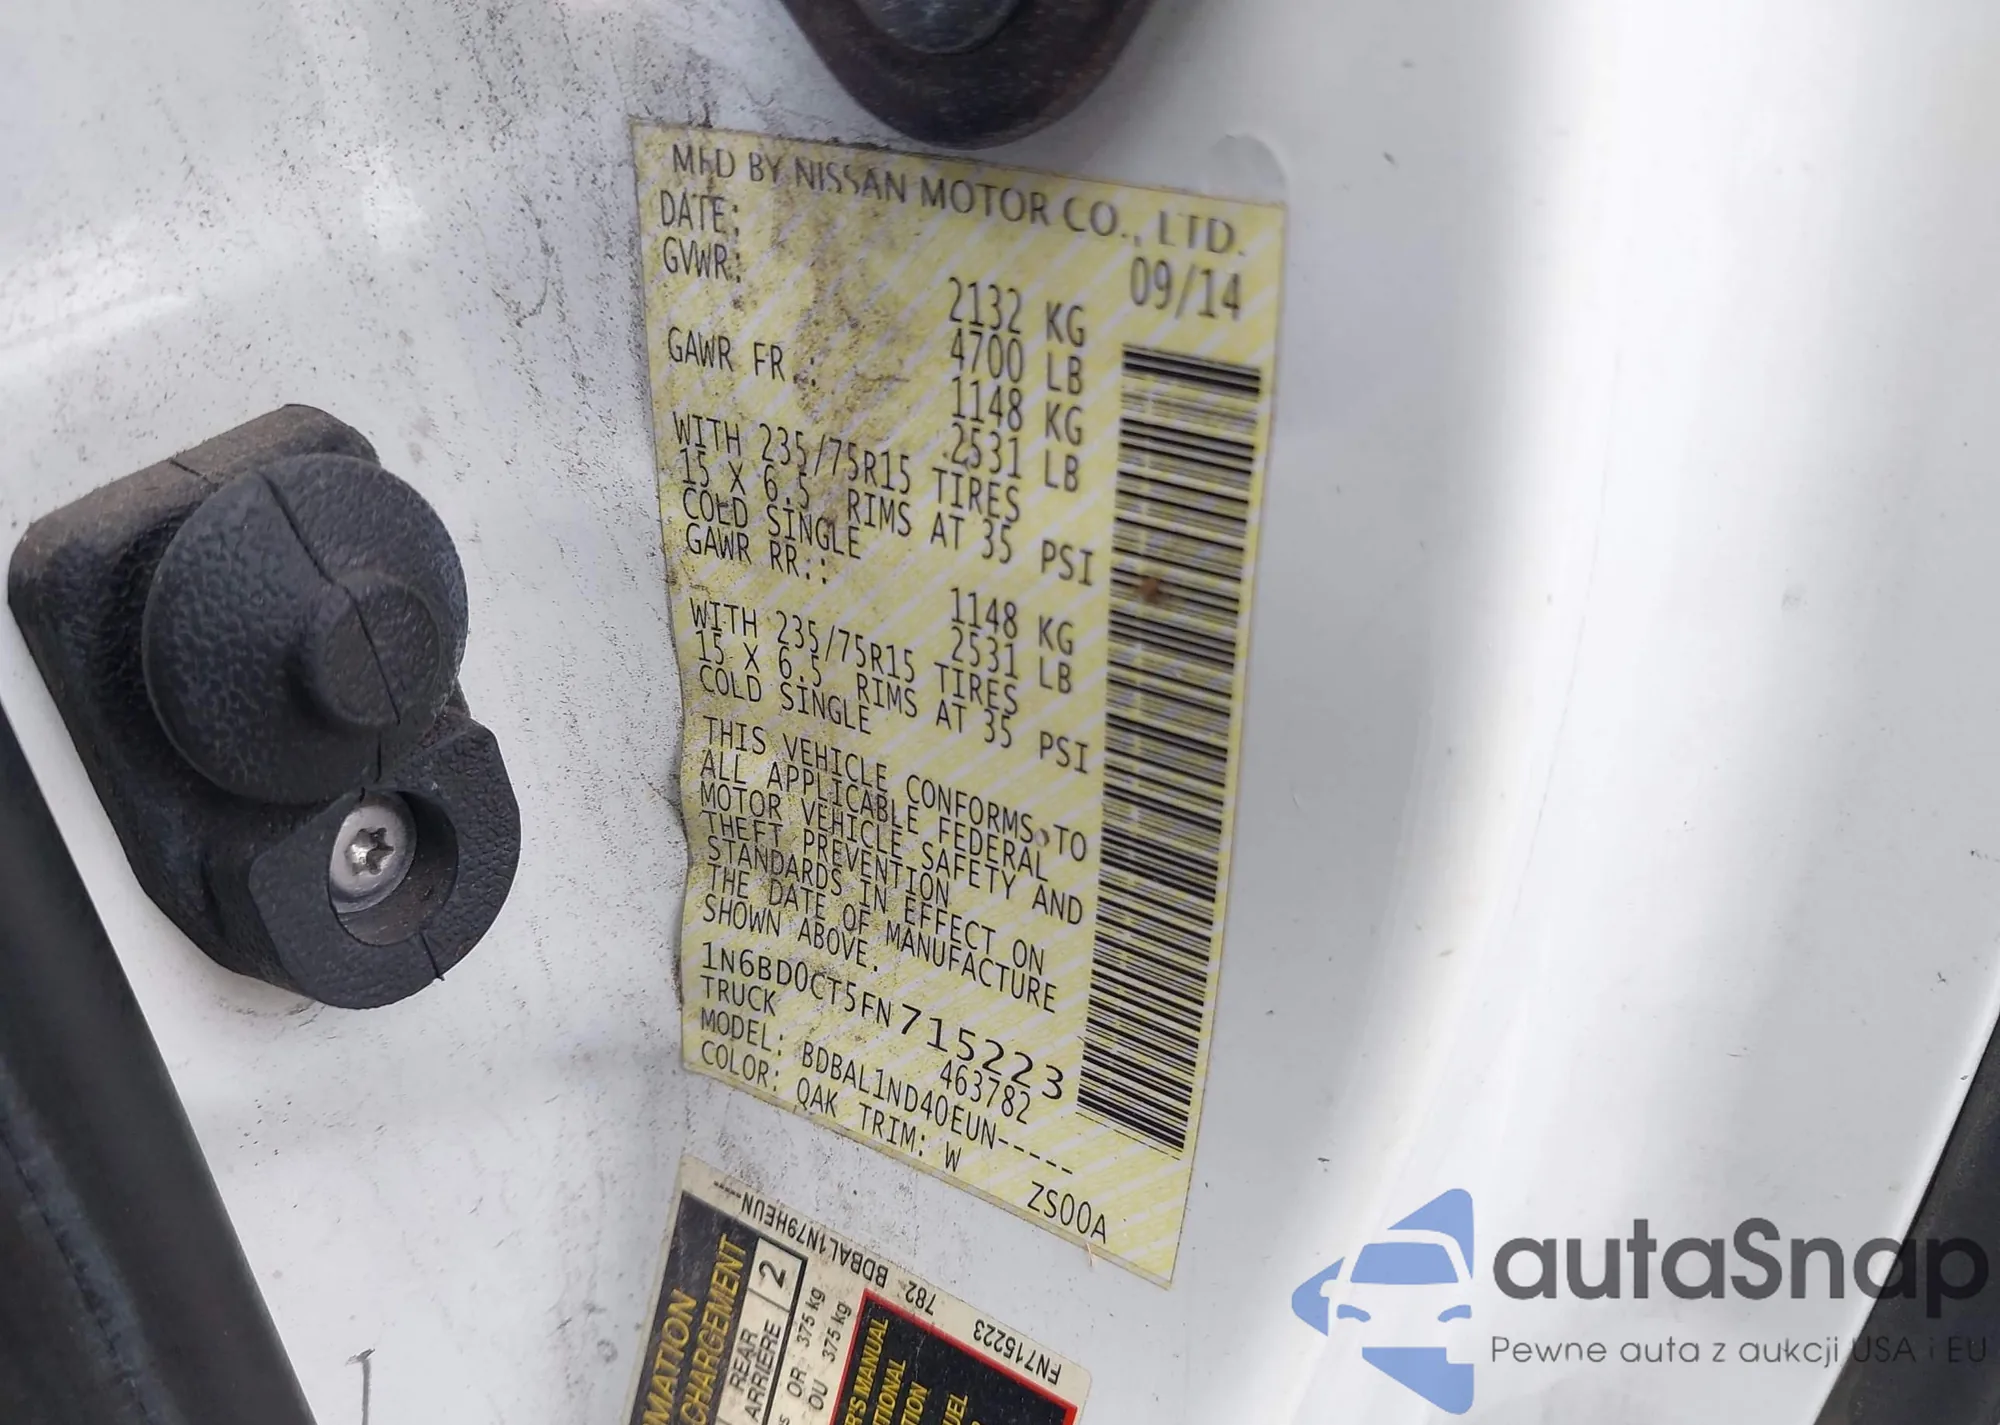 MFD BY NISSAN MOTOR CO., LTD.
DATE: 09/14
GVWR: 2132 KG
4700 LB
GAWR FR.: 1148 KG
2531 LB
WITH 235/75R15 TIRES
15 X 6.5 RIMS AT 35 PSI
COLD SINGLE
GAWR RR:: 1148 KG
2531 LB
WITH 235/75R15 TIRES
15 X 6.5 RIMS AT 35 PSI
COLD SINGLE
THIS VEHICLE CONFORMS TO
ALL APPLICABLE FEDERAL
MOTOR VEHICLE SAFETY AND
THEFT PREVENTION
STANDARDS IN EFFECT ON
THE DATE OF MANUFACTURE
SHOWN ABOVE.
1N6BD0CT5FN715223
TRUCK 463782
MODEL: BDBAL1ND40EUN-----
COLOR: QAK TRIM: W ZS00A
BDBAL1N79HEUN-----
782
FN715223
REAR
ARRIERE 2
OR 375 kg
OU 375 kg
autaSnap
Pewne auta z aukcji USA i EU